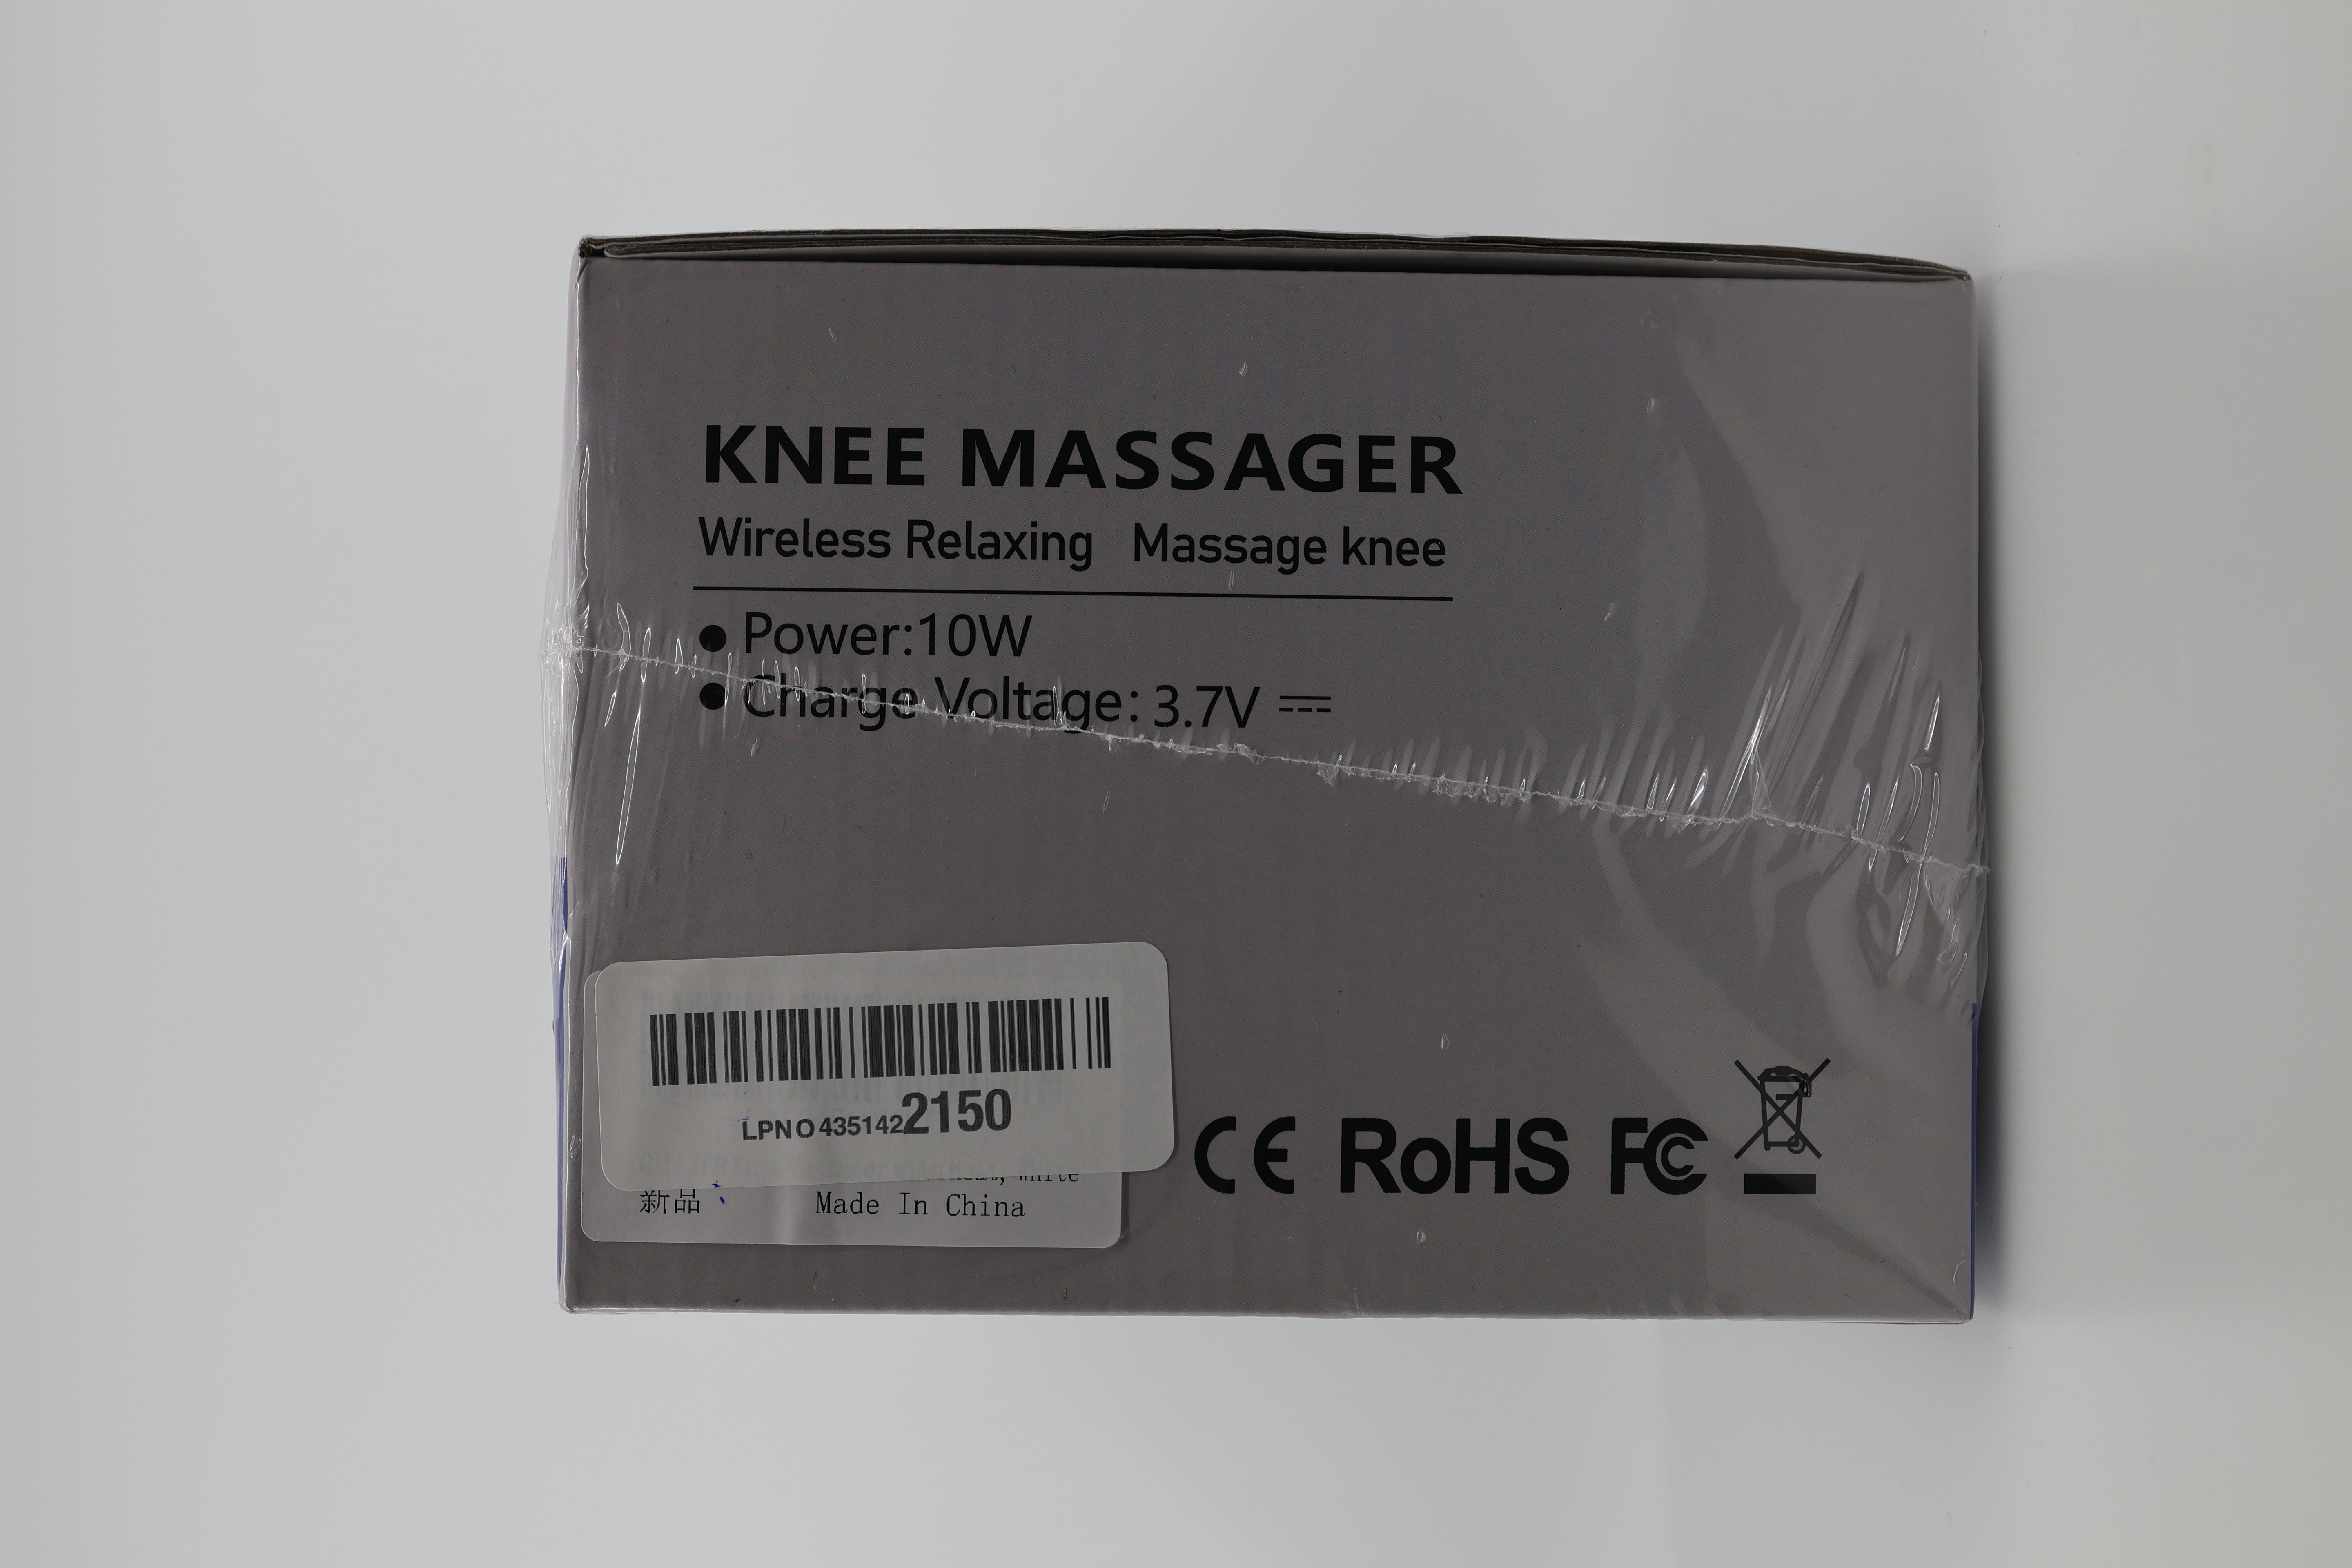 KNEE MASSAGER
Wireless Relaxing Massage knee
● Power:10W
● Charge Voltage: 3.7V ⎓
LPNO4351422150
White
新品 Made In China
CE RoHS FC